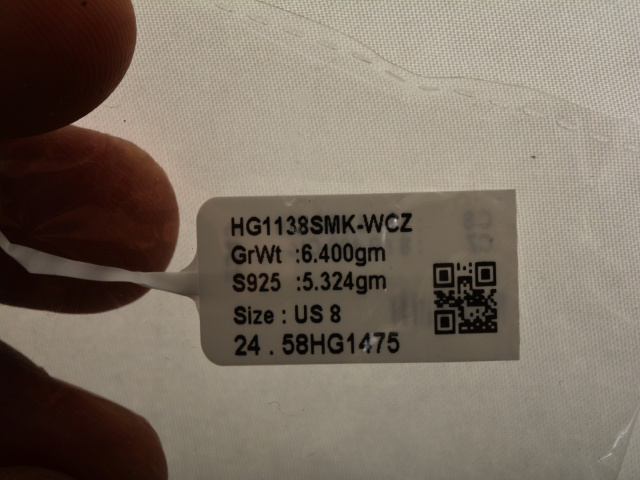 HG1138SMK-WCZ
GrWt :6.400gm
S925 :5.324gm
Size : US 8
24 . 58HG1475